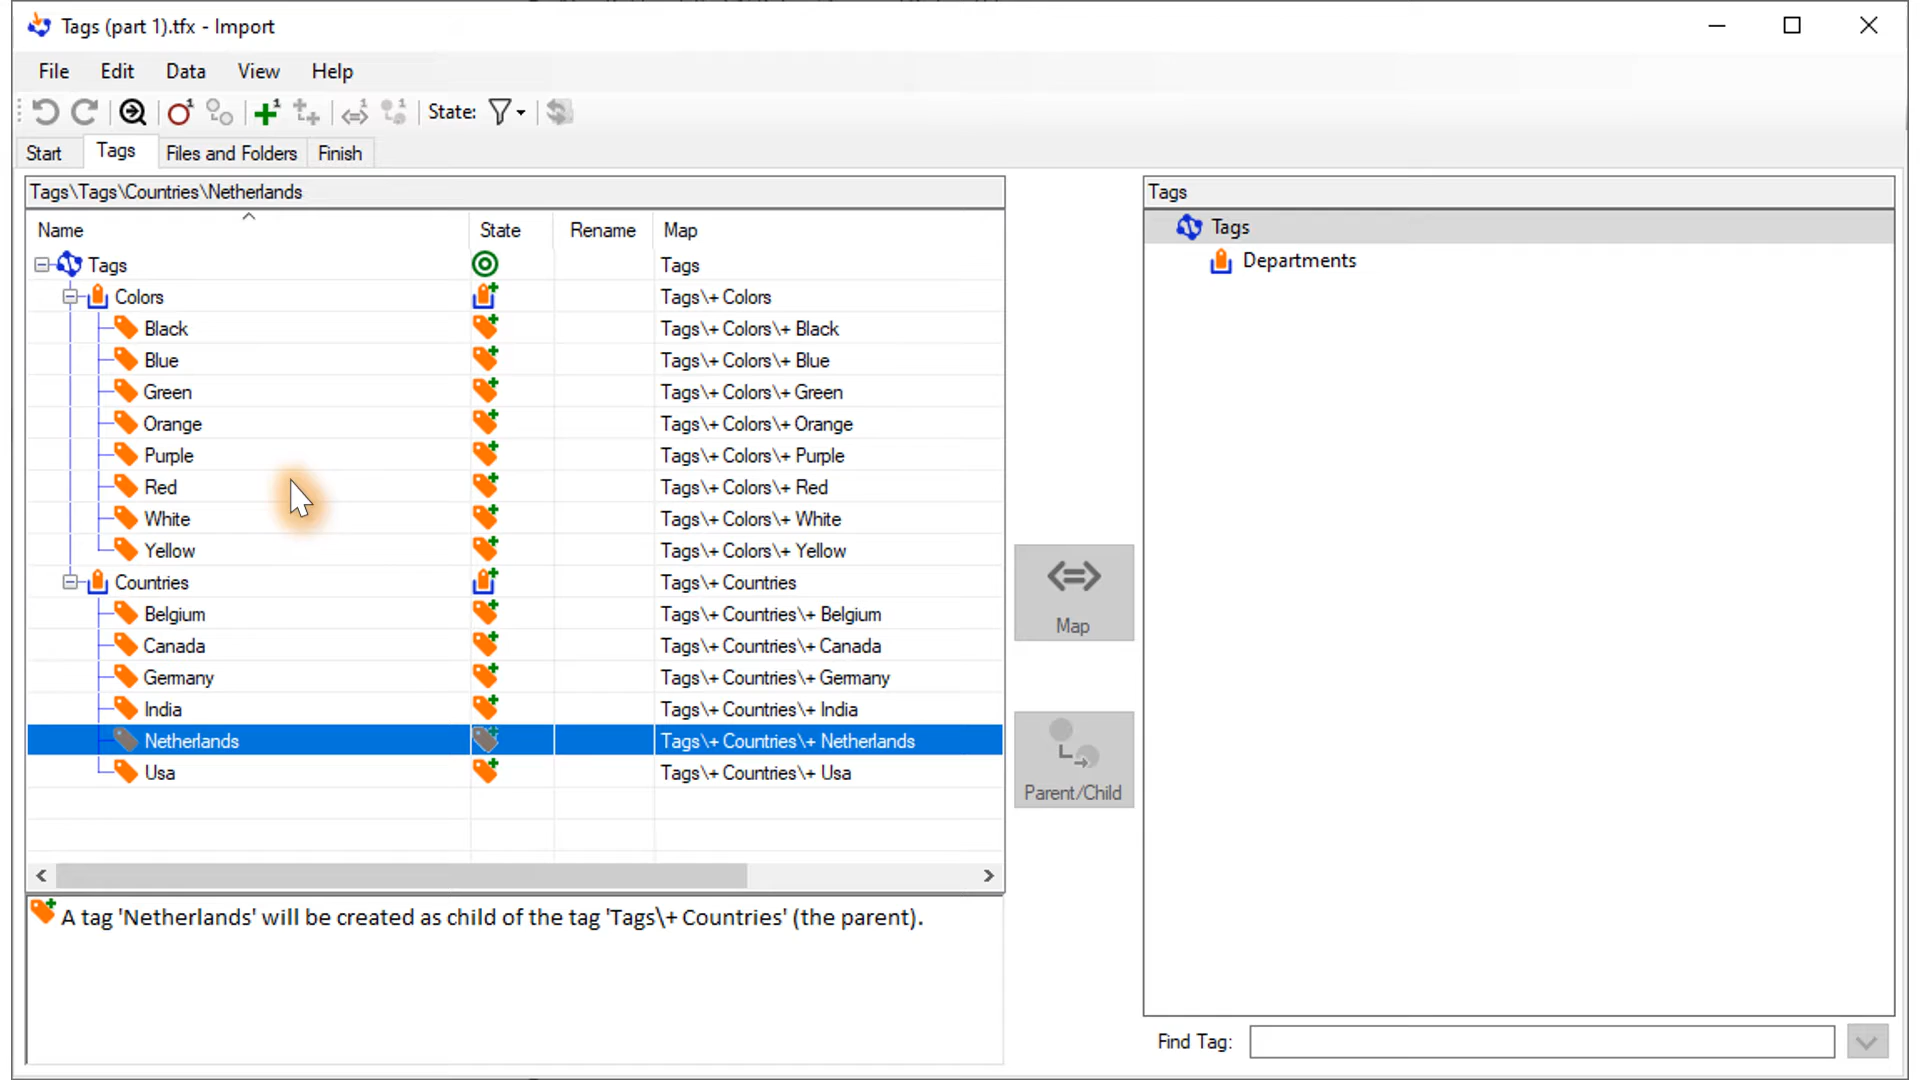 Tags (part 1).tfx - Import
File Edit Data View Help
State:
Start Tags Files and Folders Finish
Tags\Tags\Countries\Netherlands
Name State Rename Map
Tags Tags
Colors Tags\+ Colors
Black Tags\+ Colors\+ Black
Blue Tags\+ Colors\+ Blue
Green Tags\+ Colors\+ Green
Orange Tags\+ Colors\+ Orange
Purple Tags\+ Colors\+ Purple
Red Tags\+ Colors\+ Red
White Tags\+ Colors\+ White
Yellow Tags\+ Colors\+ Yellow
Countries Tags\+ Countries
Belgium Tags\+ Countries\+ Belgium
Canada Tags\+ Countries\+ Canada
Germany Tags\+ Countries\+ Germany
India Tags\+ Countries\+ India
Netherlands Tags\+ Countries\+ Netherlands
Usa Tags\+ Countries\+ Usa
A tag 'Netherlands' will be created as child of the tag 'Tags\+ Countries' (the parent).
Map
Parent/Child
Tags
Tags
Departments
Find Tag: